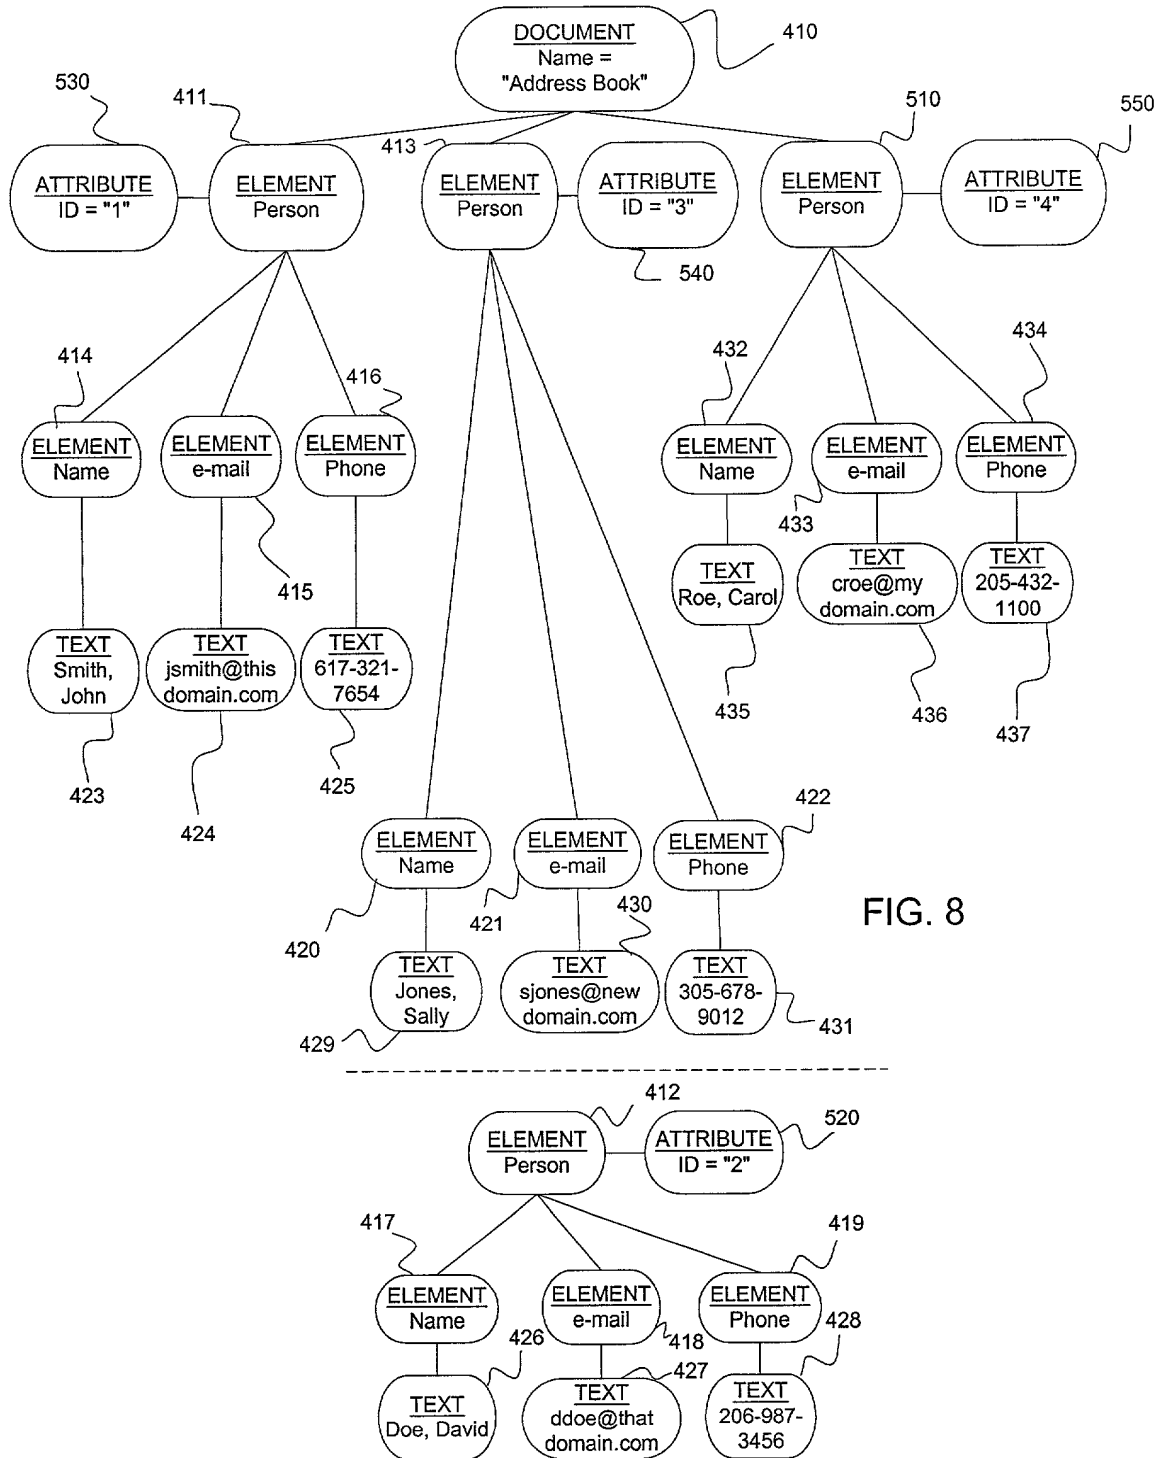 DOCUMENT
Name =
"Address Book"
410
530
411
413
510
550
ATTRIBUTE
ID = "1"
ELEMENT
Person
ELEMENT
Person
ATTRIBUTE
ID = "3"
ELEMENT
Person
ATTRIBUTE
ID = "4"
540
414
416
432
434
ELEMENT
Name
ELEMENT
e-mail
ELEMENT
Phone
ELEMENT
Name
ELEMENT
e-mail
ELEMENT
Phone
415
433
TEXT
Roe, Carol
TEXT
croe@my
domain.com
TEXT
205-432-
1100
TEXT
Smith,
John
TEXT
jsmith@this
domain.com
TEXT
617-321-
7654
435
436
437
423
424
425
422
ELEMENT
Name
ELEMENT
e-mail
ELEMENT
Phone
FIG. 8
420
421
430
TEXT
Jones,
Sally
TEXT
sjones@new
domain.com
TEXT
305-678-
9012
429
431
412
520
ELEMENT
Person
ATTRIBUTE
ID = "2"
417
419
ELEMENT
Name
ELEMENT
e-mail
ELEMENT
Phone
426
418
428
427
TEXT
Doe, David
TEXT
ddoe@that
domain.com
TEXT
206-987-
3456